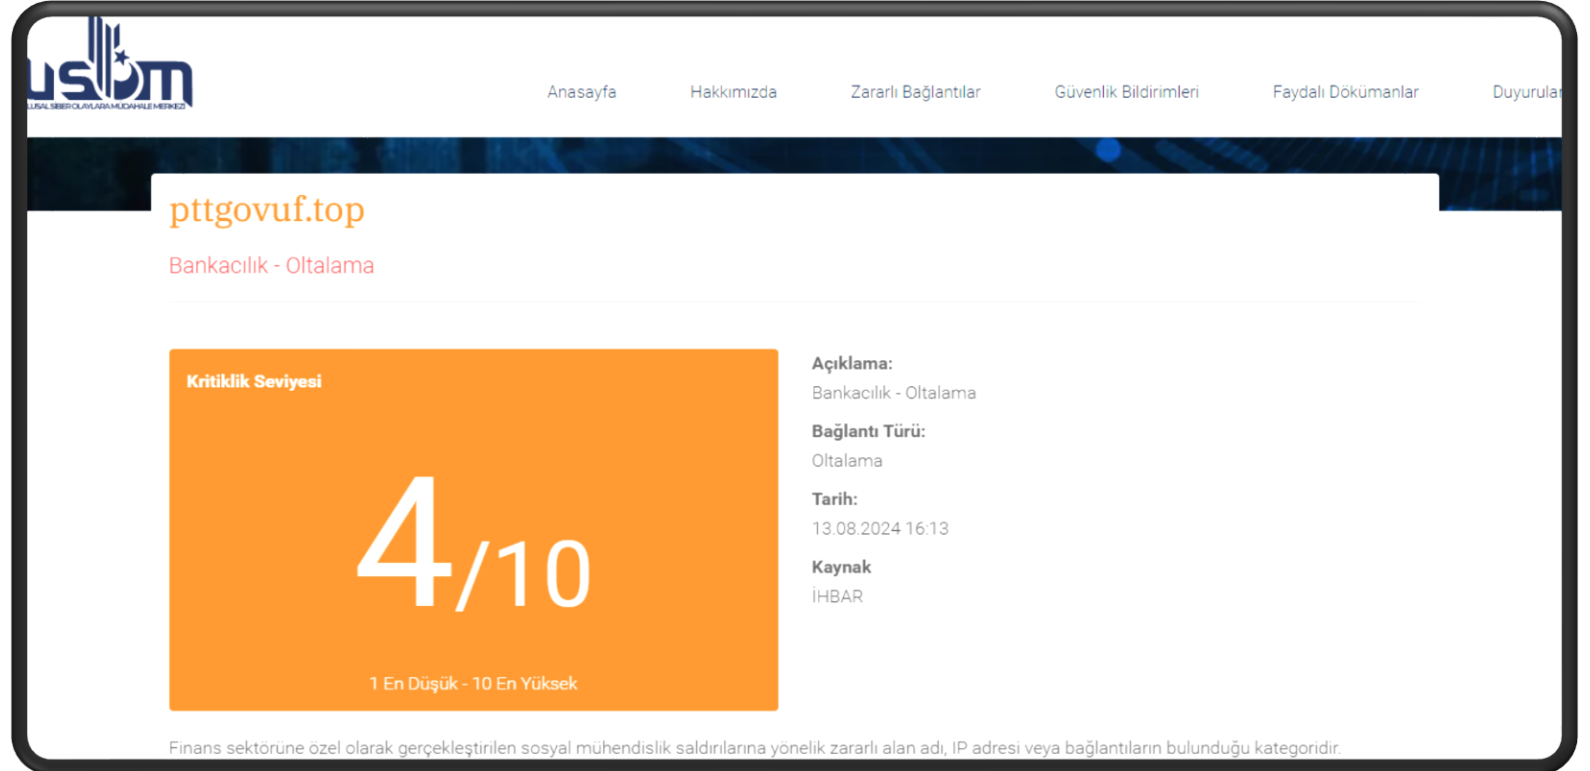 usom
ULUSAL SİBER OLAYLARA MÜDAHALE MERKEZİ
Anasayfa Hakkımızda Zararlı Bağlantılar Güvenlik Bildirimleri Faydalı Dökümanlar Duyurular
pttgovuf.top
Bankacılık - Oltalama
Kritiklik Seviyesi
4/10
1 En Düşük - 10 En Yüksek
Açıklama:
Bankacılık - Oltalama
Bağlantı Türü:
Oltalama
Tarih:
13.08.2024 16:13
Kaynak
İHBAR
Finans sektörüne özel olarak gerçekleştirilen sosyal mühendislik saldırılarına yönelik zararlı alan adı, IP adresi veya bağlantıların bulunduğu kategoridir.